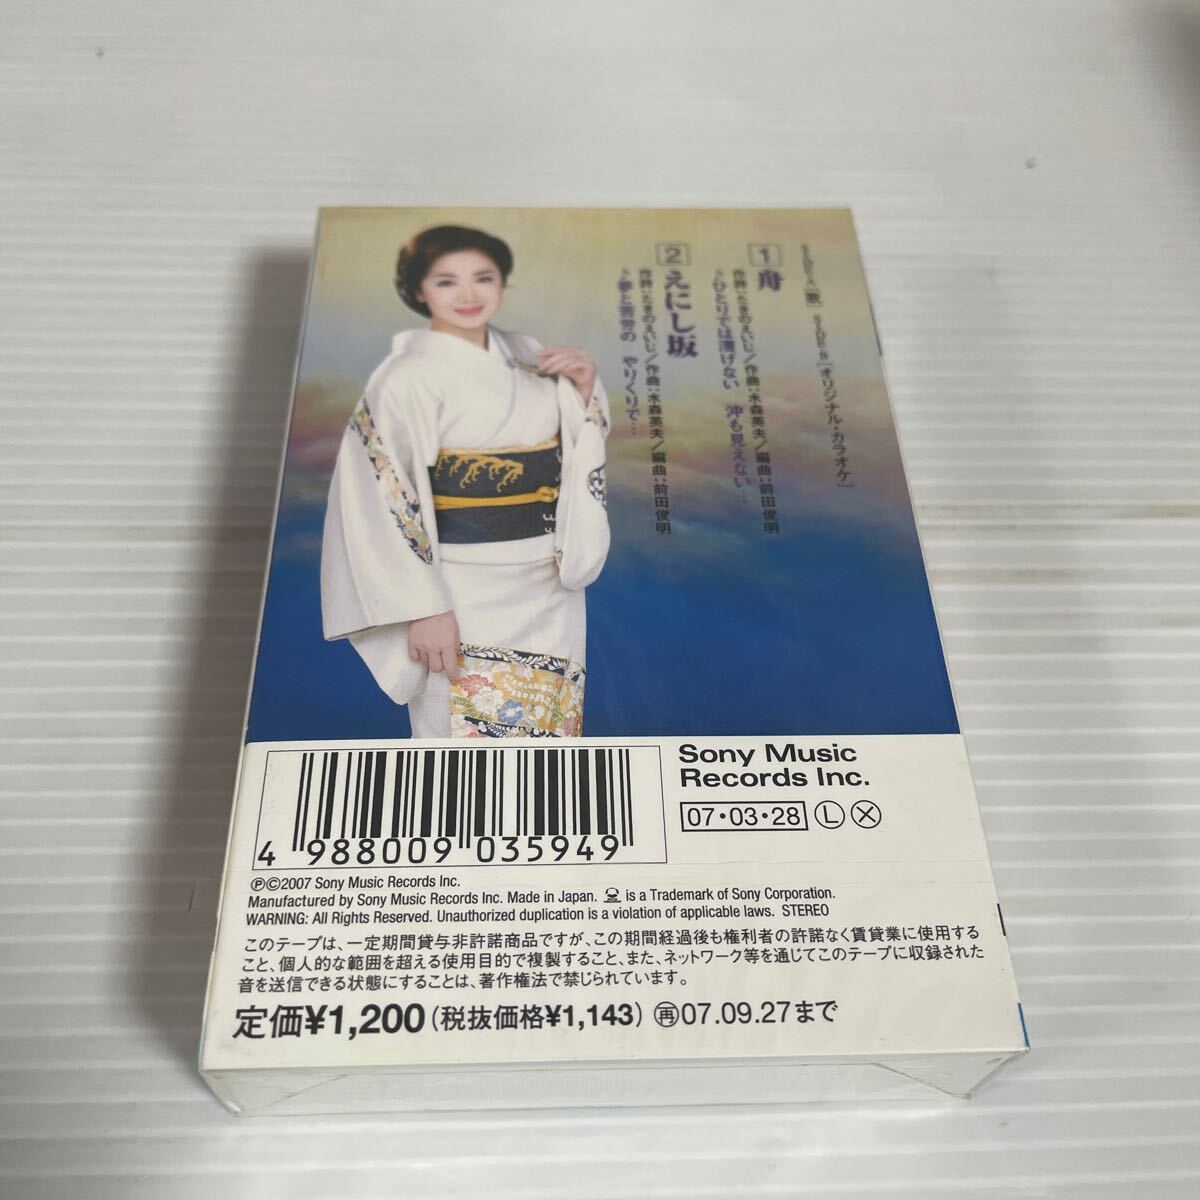 SIDE-A［歌］ SIDE-B［オリジナル・カラオケ］
1 舟
作詩：たきのえいじ／作曲：水森英夫／編曲：前田俊明
♪ひとりでは漕げない 沖も見えない…
2 えにし坂
作詩：たきのえいじ／作曲：水森英夫／編曲：前田俊明
♪夢と苦労の やりくりで…
4 988009 035949
Sony Music
Records Inc.
07・03・28 Ⓛ Ⓧ
ⓅⒸ2007 Sony Music Records Inc.
Manufactured by Sony Music Records Inc. Made in Japan. is a Trademark of Sony Corporation.
WARNING: All Rights Reserved. Unauthorized duplication is a violation of applicable laws. STEREO
このテープは、一定期間貸与非許諾商品ですが、この期間経過後も権利者の許諾なく賃貸業に使用する
こと、個人的な範囲を超える使用目的で複製すること、また、ネットワーク等を通じてこのテープに収録された
音を送信できる状態にすることは、著作権法で禁じられています。
定価¥1,200（税抜価格¥1,143）㊢07.09.27まで